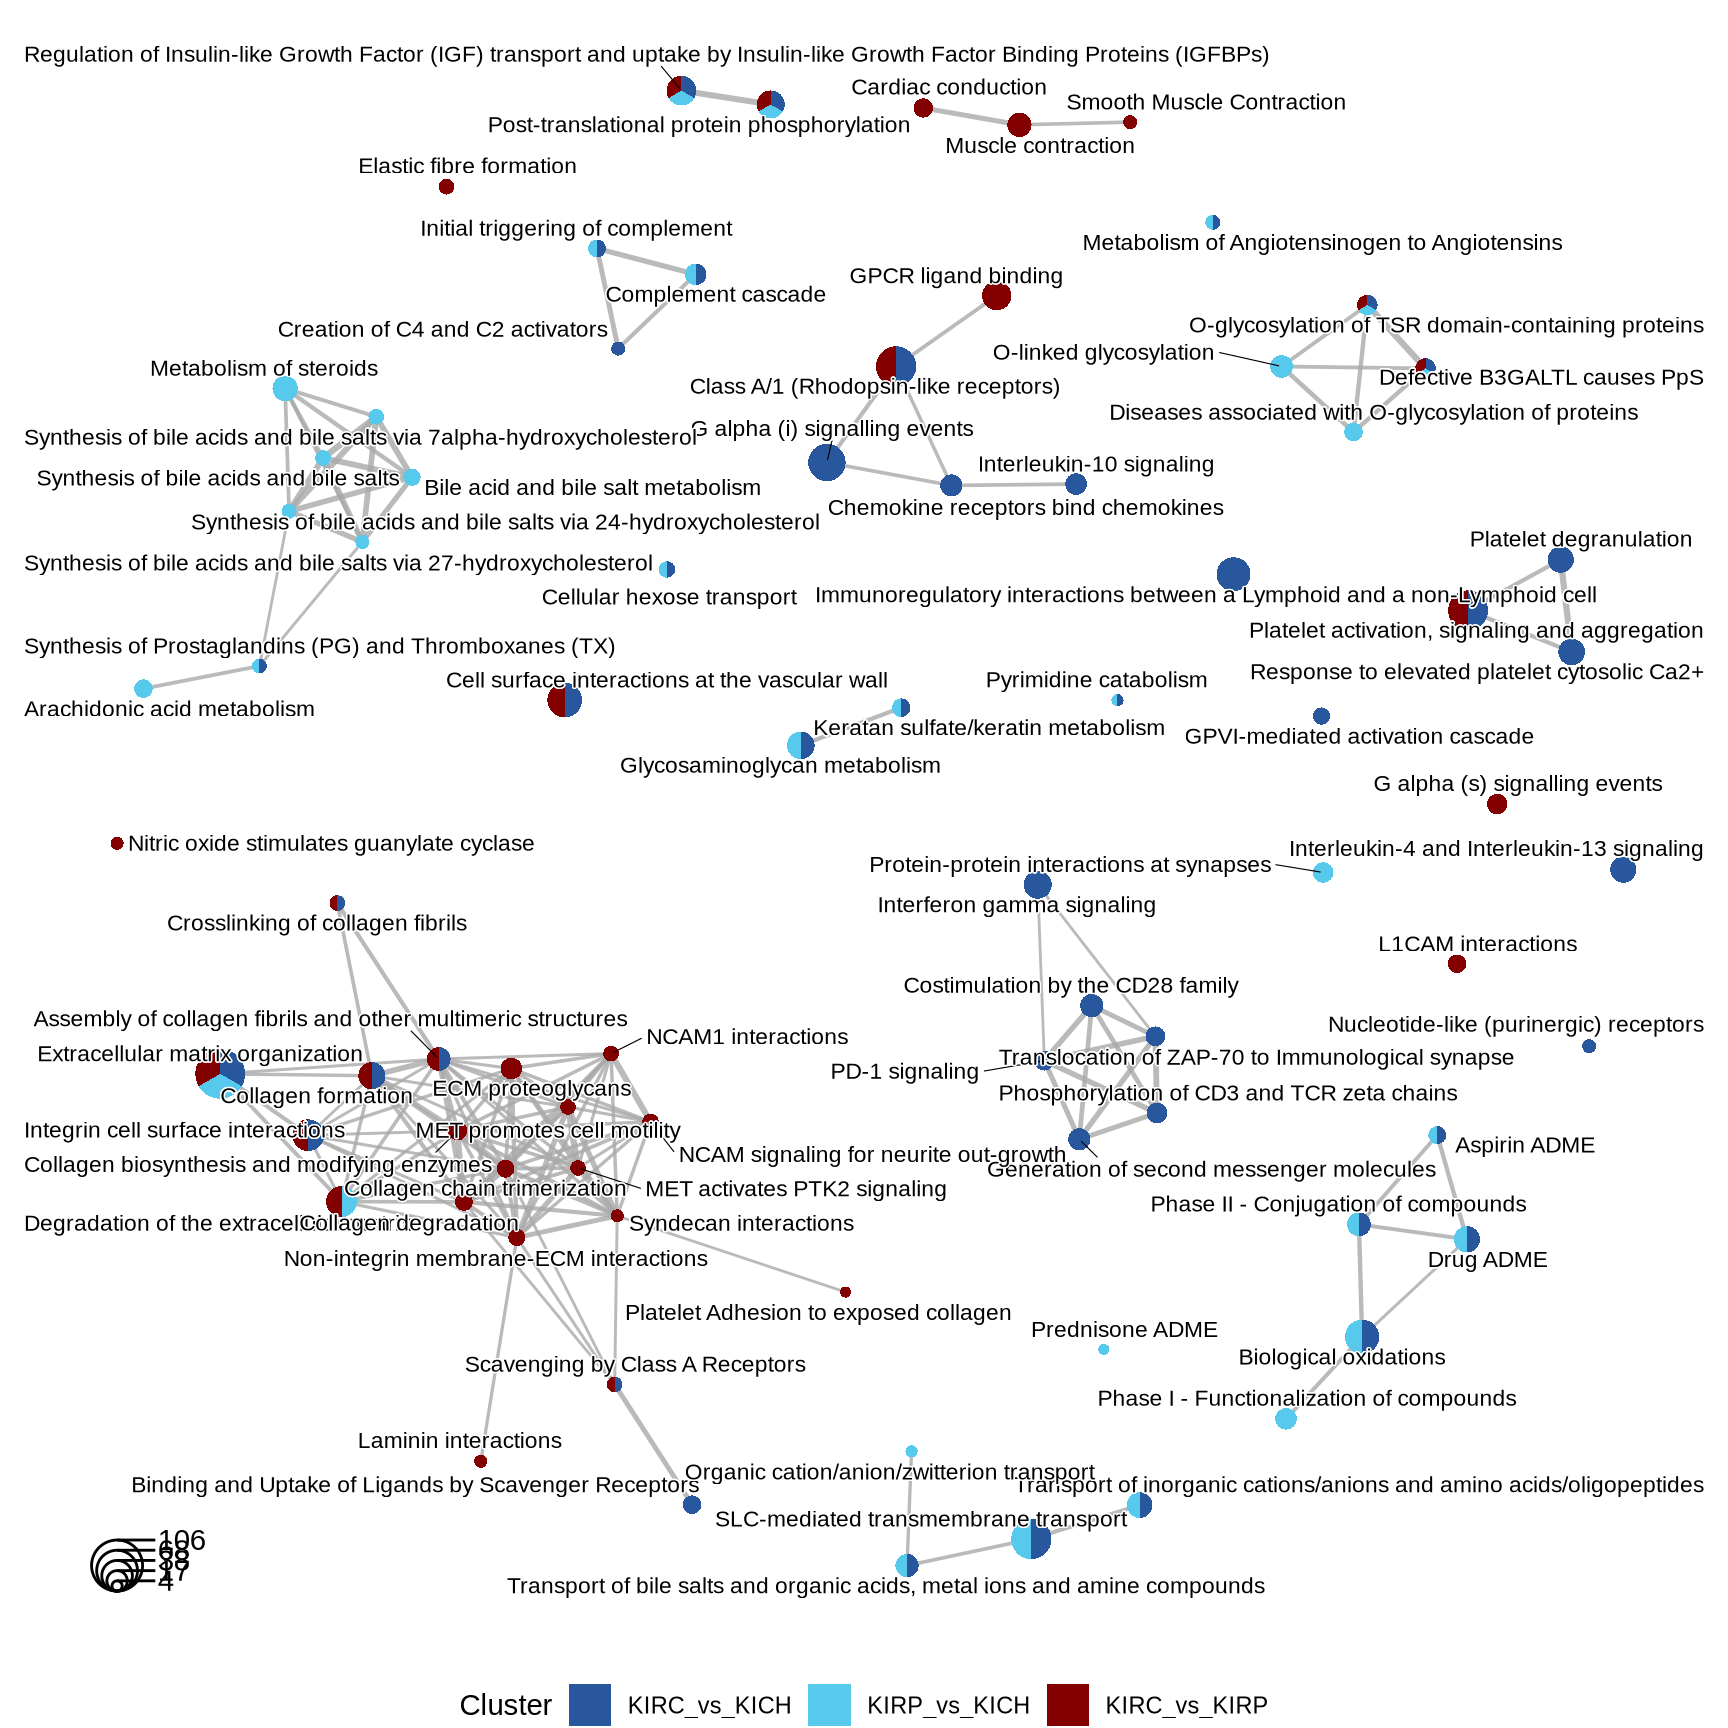 Regulation of Insulin-like Growth Factor (IGF) transport and uptake by Insulin-like Growth Factor Binding Proteins (IGFBPs)
Cardiac conduction
Smooth Muscle Contraction
Post-translational protein phosphorylation
Muscle contraction
Elastic fibre formation
Initial triggering of complement
Metabolism of Angiotensinogen to Angiotensins
GPCR ligand binding
Complement cascade
Creation of C4 and C2 activators
O-glycosylation of TSR domain-containing proteins
O-linked glycosylation
Metabolism of steroids
Class A/1 (Rhodopsin-like receptors)
Defective B3GALTL causes PpS
Diseases associated with O-glycosylation of proteins
Synthesis of bile acids and bile salts via 7alpha-hydroxycholesterol
G alpha (i) signalling events
Interleukin-10 signaling
Synthesis of bile acids and bile salts
Bile acid and bile salt metabolism
Chemokine receptors bind chemokines
Synthesis of bile acids and bile salts via 24-hydroxycholesterol
Platelet degranulation
Synthesis of bile acids and bile salts via 27-hydroxycholesterol
Cellular hexose transport
Immunoregulatory interactions between a Lymphoid and a non-Lymphoid cell
Platelet activation, signaling and aggregation
Synthesis of Prostaglandins (PG) and Thromboxanes (TX)
Response to elevated platelet cytosolic Ca2+
Cell surface interactions at the vascular wall
Pyrimidine catabolism
Arachidonic acid metabolism
Keratan sulfate/keratin metabolism
GPVI-mediated activation cascade
Glycosaminoglycan metabolism
G alpha (s) signalling events
Nitric oxide stimulates guanylate cyclase
Interleukin-4 and Interleukin-13 signaling
Protein-protein interactions at synapses
Interferon gamma signaling
Crosslinking of collagen fibrils
L1CAM interactions
Costimulation by the CD28 family
Assembly of collagen fibrils and other multimeric structures
Nucleotide-like (purinergic) receptors
NCAM1 interactions
Extracellular matrix organization
Translocation of ZAP-70 to Immunological synapse
PD-1 signaling
ECM proteoglycans
Collagen formation
Phosphorylation of CD3 and TCR zeta chains
Integrin cell surface interactions
MET promotes cell motility
Aspirin ADME
NCAM signaling for neurite out-growth
Collagen biosynthesis and modifying enzymes
Generation of second messenger molecules
Collagen chain trimerization
MET activates PTK2 signaling
Phase II - Conjugation of compounds
Degradation of the
Collagen degradation
Syndecan interactions
Non-integrin membrane-ECM interactions
Drug ADME
Platelet Adhesion to exposed collagen
Prednisone ADME
Biological oxidations
Scavenging by Class A Receptors
Phase I - Functionalization of compounds
Laminin interactions
Organic cation/anion/zwitterion transport
Binding and Uptake of Ligands by Scavenger Receptors
Transport of inorganic cations/anions and amino acids/oligopeptides
SLC-mediated transmembrane transport
106
17
4
Transport of bile salts and organic acids, metal ions and amine compounds
Cluster KIRC_vs_KICH KIRP_vs_KICH KIRC_vs_KIRP